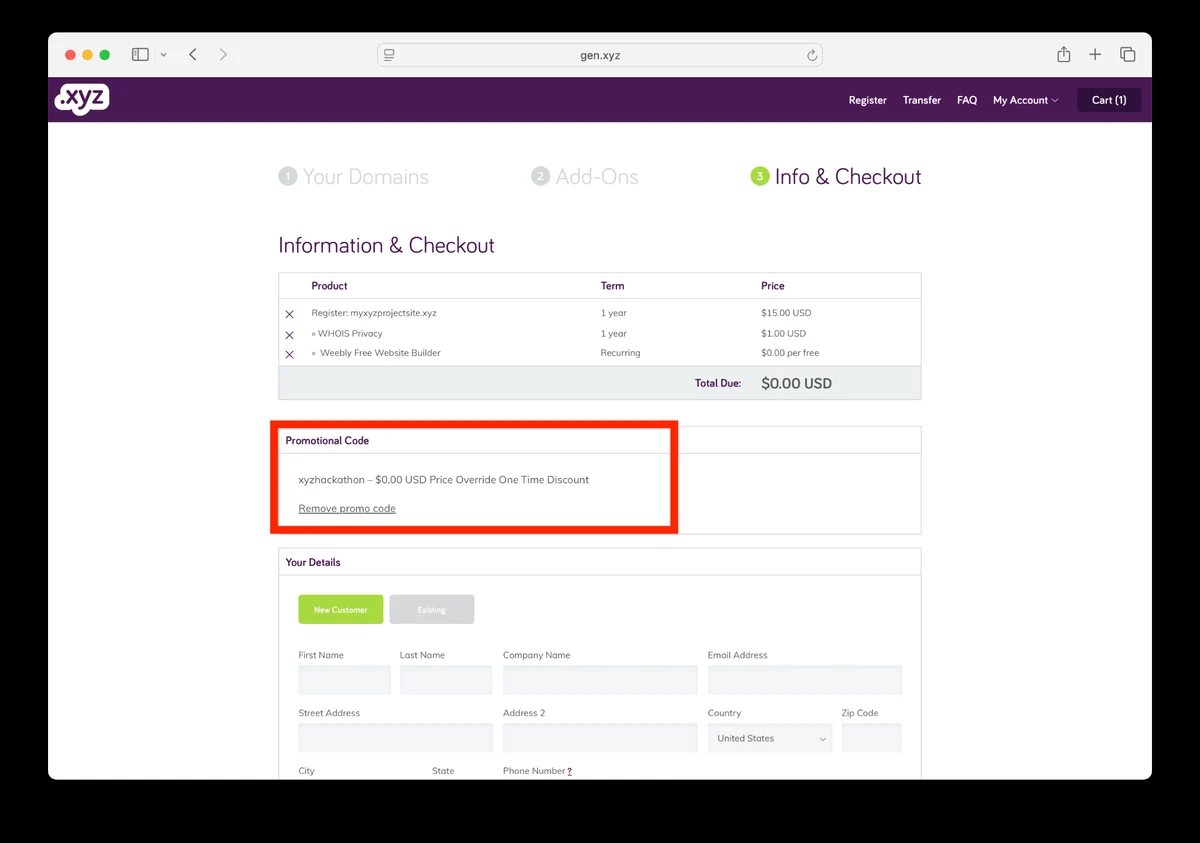 gen.xyz
.xyz
Register Transfer FAQ My Account Cart (1)
1 Your Domains 2 Add-Ons 3 Info & Checkout
Information & Checkout
Product Term Price
Register: myxyzprojectsite.xyz 1 year $15.00 USD
» WHOIS Privacy 1 year $1.00 USD
» Weebly Free Website Builder Recurring $0.00 per free
Total Due: $0.00 USD
Promotional Code
xyzhackathon – $0.00 USD Price Override One Time Discount
Remove promo code
Your Details
New Customer Existing
First Name Last Name Company Name Email Address
Street Address Address 2 Country Zip Code
United States
City State Phone Number ?